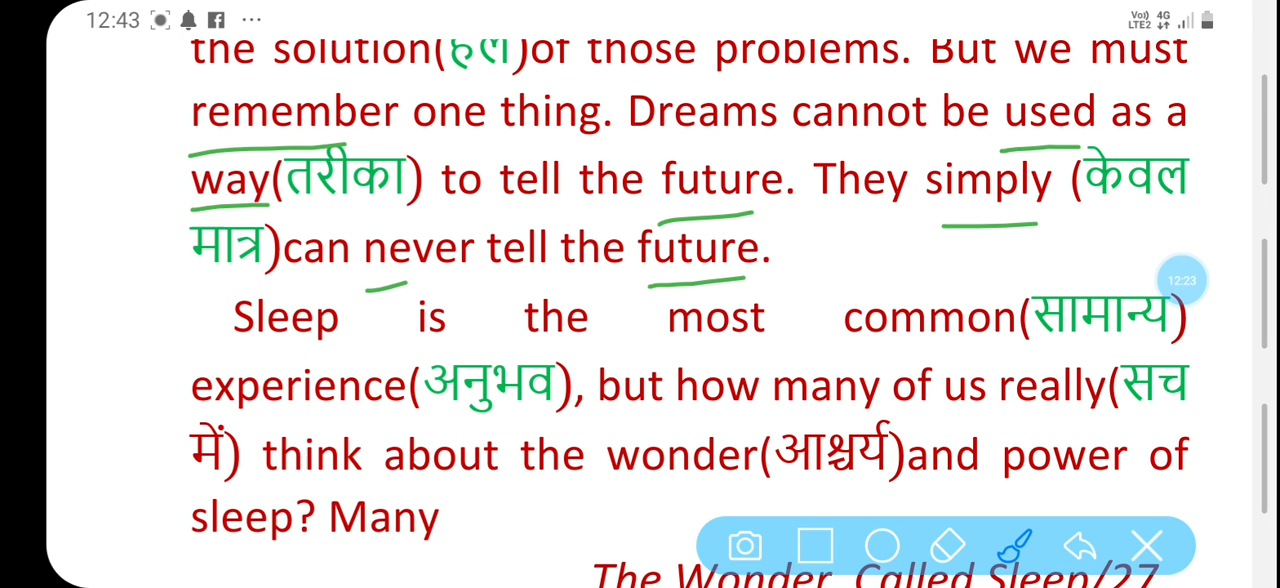 12:43 ...
Vo)) 4G
LTE2
the solution(हल)of those problems. But we must
remember one thing. Dreams cannot be used as a
way(तरीका) to tell the future. They simply (केवल
मात्र)can never tell the future.
12:23
Sleep is the most common(सामान्य)
experience(अनुभव), but how many of us really(सच
में) think about the wonder(आश्चर्य)and power of
sleep? Many
The Wonder Called Sleep/27